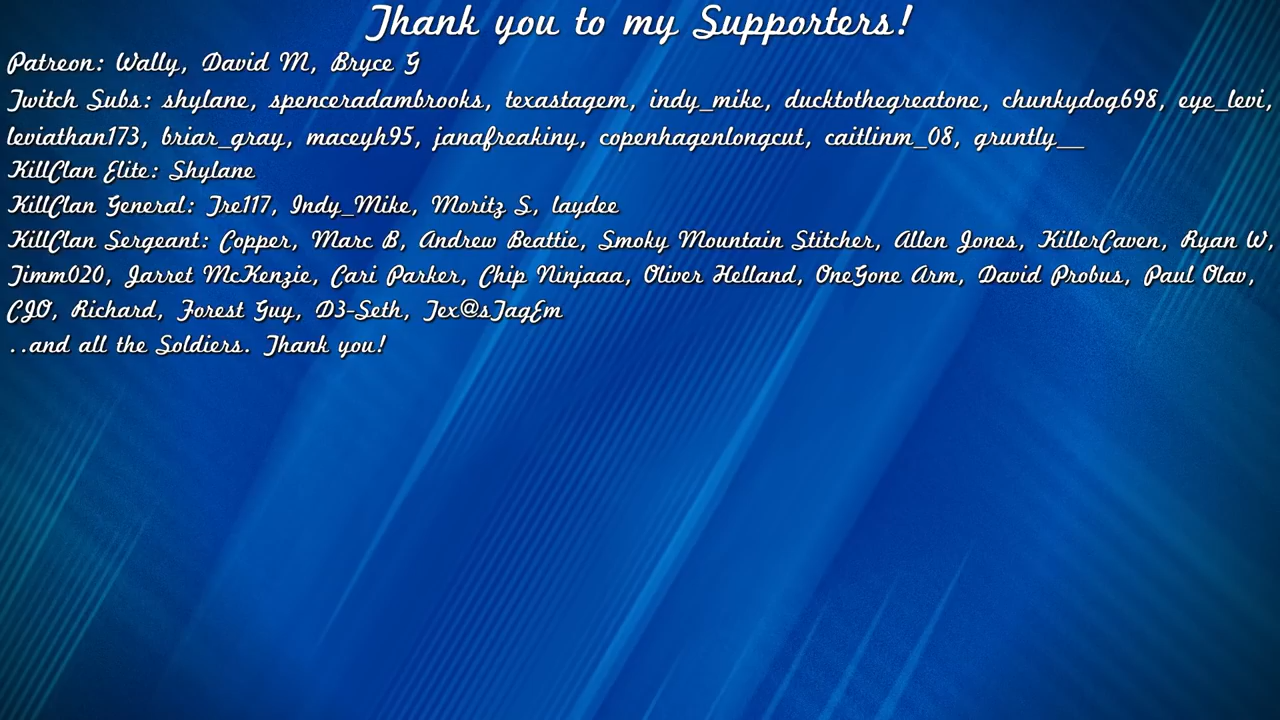 Thank you to my Supporters!
Patreon: Wally, David M, Bryce G
Twitch Subs: shylane, spenceradambrooks, texastagem, indy_mike, ducktothegreatone, chunkydog698, eye_levi,
leviathan173, briar_gray, maceyh95, janafreakiny, copenhagenlongcut, caitlinm_08, gruntly__
KillClan Elite: Shylane
KillClan General: Tre117, Indy_Mike, Moritz S, laydee
KillClan Sergeant: Copper, Marc B, Andrew Beattie, Smoky Mountain Stitcher, Allen Jones, KillerCaven, Ryan W,
Timm020, Jarret McKenzie, Cari Parker, Chip Ninjaaa, Oliver Helland, OneGone Arm, David Probus, Paul Olav,
CJO, Richard, Forest Guy, D3-Seth, Tex@sTagEm
..and all the Soldiers. Thank you!